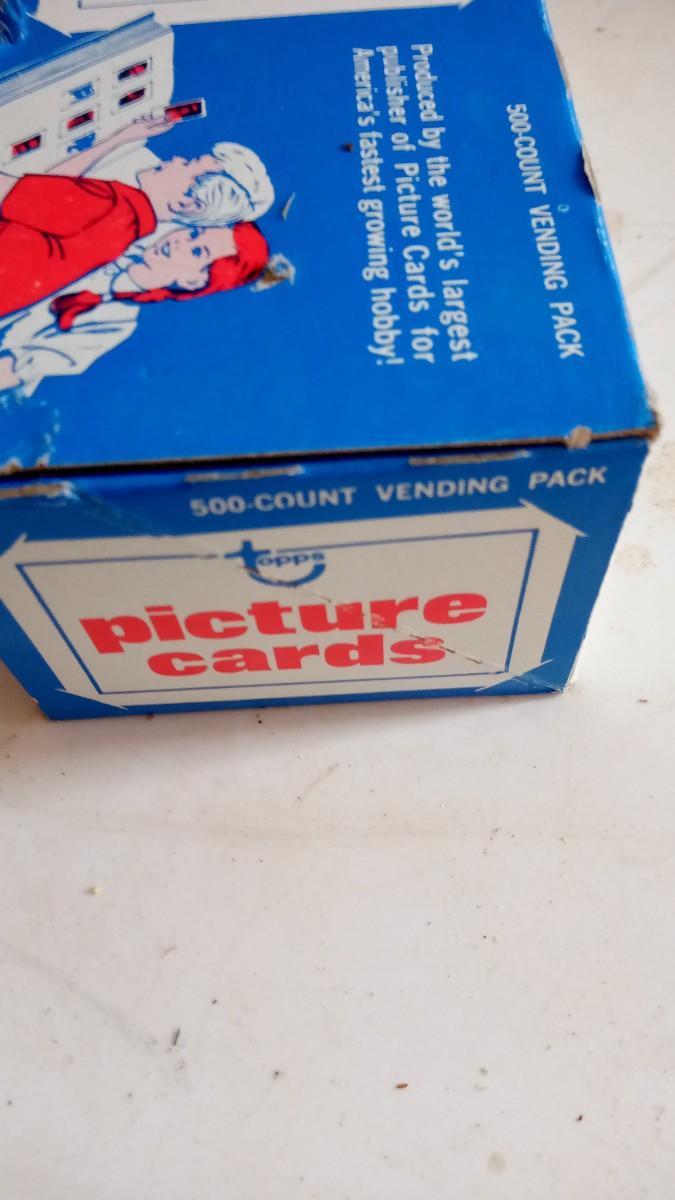 500-COUNT VENDING PACK
Produced by the world's largest
publisher of Picture Cards for
America's fastest growing hobby!
500-COUNT VENDING PACK
topps
picture
cards